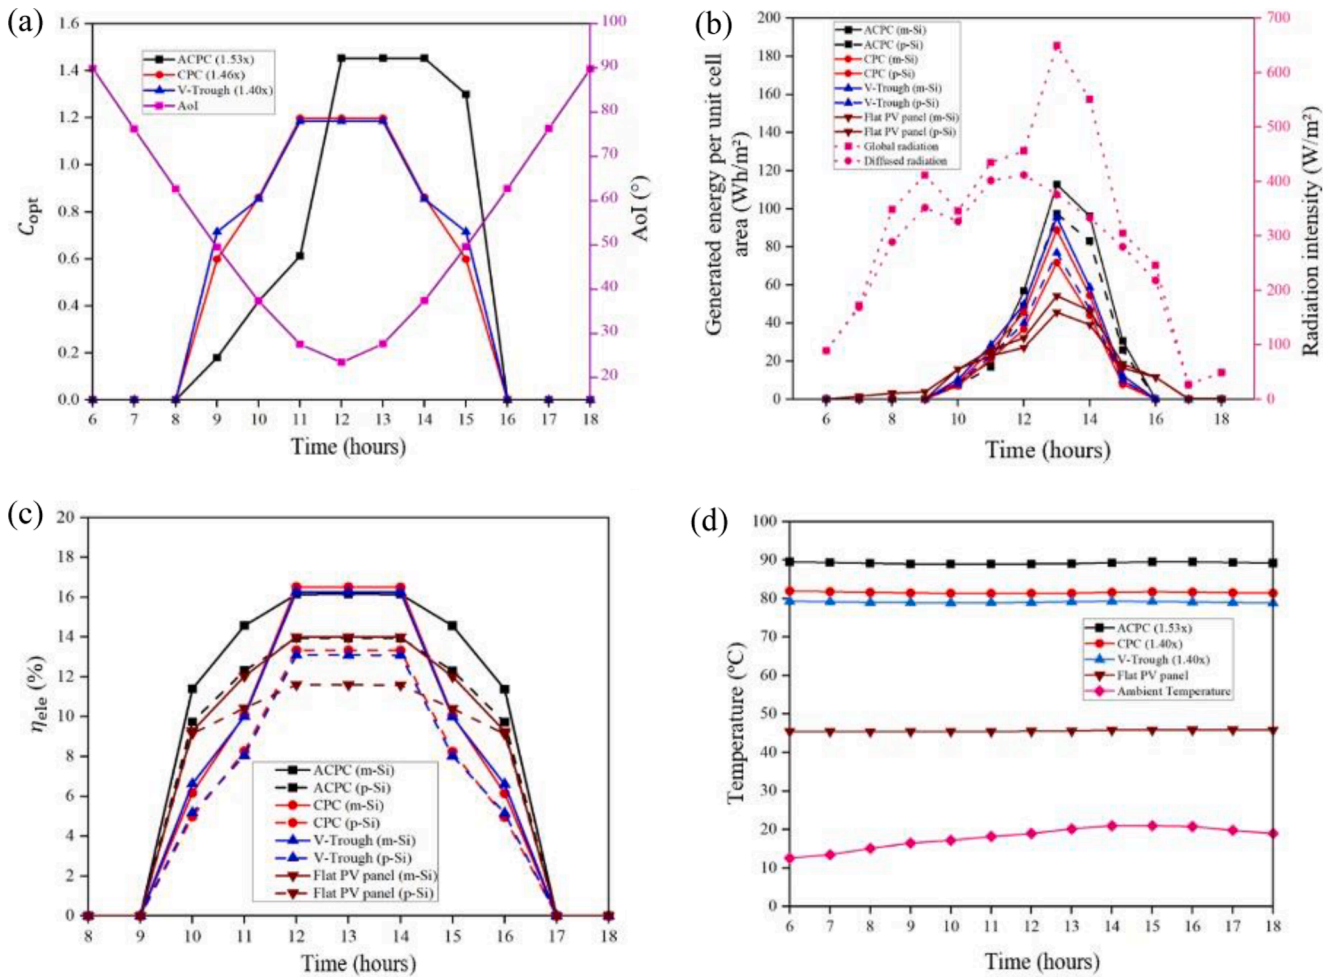 (a)
1.6
1.4
1.2
1.0
0.8
0.6
0.4
0.2
0.0
C_opt
ACPC (1.53x)
CPC (1.46x)
V-Trough (1.40x)
AoI
100
90
80
70
60
50
40
30
20
AoI (°)
6 7 8 9 10 11 12 13 14 15 16 17 18
Time (hours)
(b)
200
180
160
140
120
100
80
60
40
20
0
Generated energy per unit cell
area (Wh/m²)
ACPC (m-Si)
ACPC (p-Si)
CPC (m-Si)
CPC (p-Si)
V-Trough (m-Si)
V-Trough (p-Si)
Flat PV panel (m-Si)
Flat PV panel (p-Si)
Global radiation
Diffused radiation
700
600
500
400
300
200
100
0
Radiation intensity (W/m²)
6 8 10 12 14 16 18
Time (hours)
(c)
20
18
16
14
12
10
8
6
4
2
0
η_ele (%)
ACPC (m-Si)
ACPC (p-Si)
CPC (m-Si)
CPC (p-Si)
V-Trough (m-Si)
V-Trough (p-Si)
Flat PV panel (m-Si)
Flat PV panel (p-Si)
8 9 10 11 12 13 14 15 16 17 18
Time (hours)
(d)
100
90
80
70
60
50
40
30
20
10
0
Temperature (°C)
ACPC (1.53x)
CPC (1.40x)
V-Trough (1.40x)
Flat PV panel
Ambient Temperature
6 7 8 9 10 11 12 13 14 15 16 17 18
Time (hours)